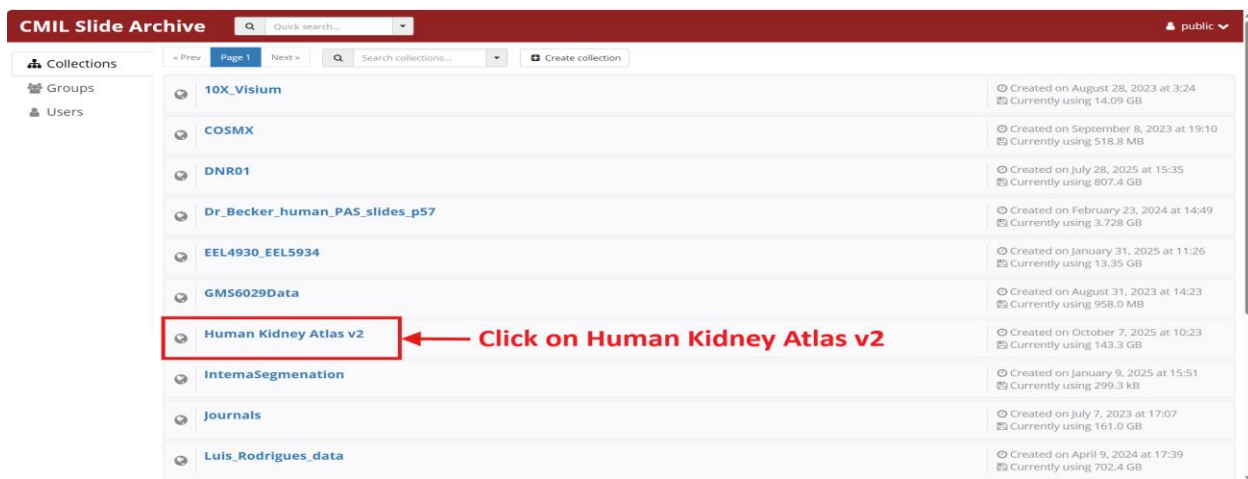 CMIL Slide Archive
Quick search...
public
Collections
Groups
Users
« Prev Page 1 Next » Search collections... Create collection
10X_Visium
Created on August 28, 2023 at 3:24
Currently using 14.09 GB
COSMX
Created on September 8, 2023 at 19:10
Currently using 518.8 MB
DNR01
Created on July 28, 2025 at 15:35
Currently using 807.4 GB
Dr_Becker_human_PAS_slides_p57
Created on February 23, 2024 at 14:49
Currently using 3.728 GB
EEL4930_EEL5934
Created on January 31, 2025 at 11:26
Currently using 13.35 GB
GMS6029Data
Created on August 31, 2023 at 14:23
Currently using 958.0 MB
Human Kidney Atlas v2
Click on Human Kidney Atlas v2
Created on October 7, 2025 at 10:23
Currently using 143.3 GB
IntemaSegmenation
Created on January 9, 2025 at 15:51
Currently using 299.3 kB
Journals
Created on July 7, 2023 at 17:07
Currently using 161.0 GB
Luis_Rodrigues_data
Created on April 9, 2024 at 17:39
Currently using 702.4 GB